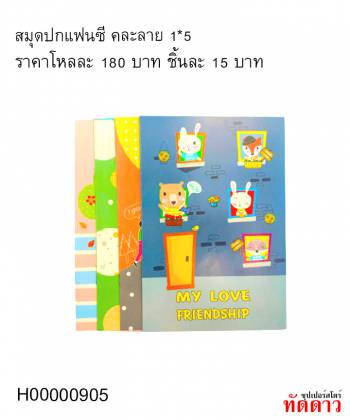 สมุดปกแฟนซี คละลาย 1*5
ราคาโหลละ 180 บาท ชิ้นละ 15 บาท
MY LOVE
FRIENDSHIP
H00000905
ซุปเปอร์สโตร์
ทัดดาว